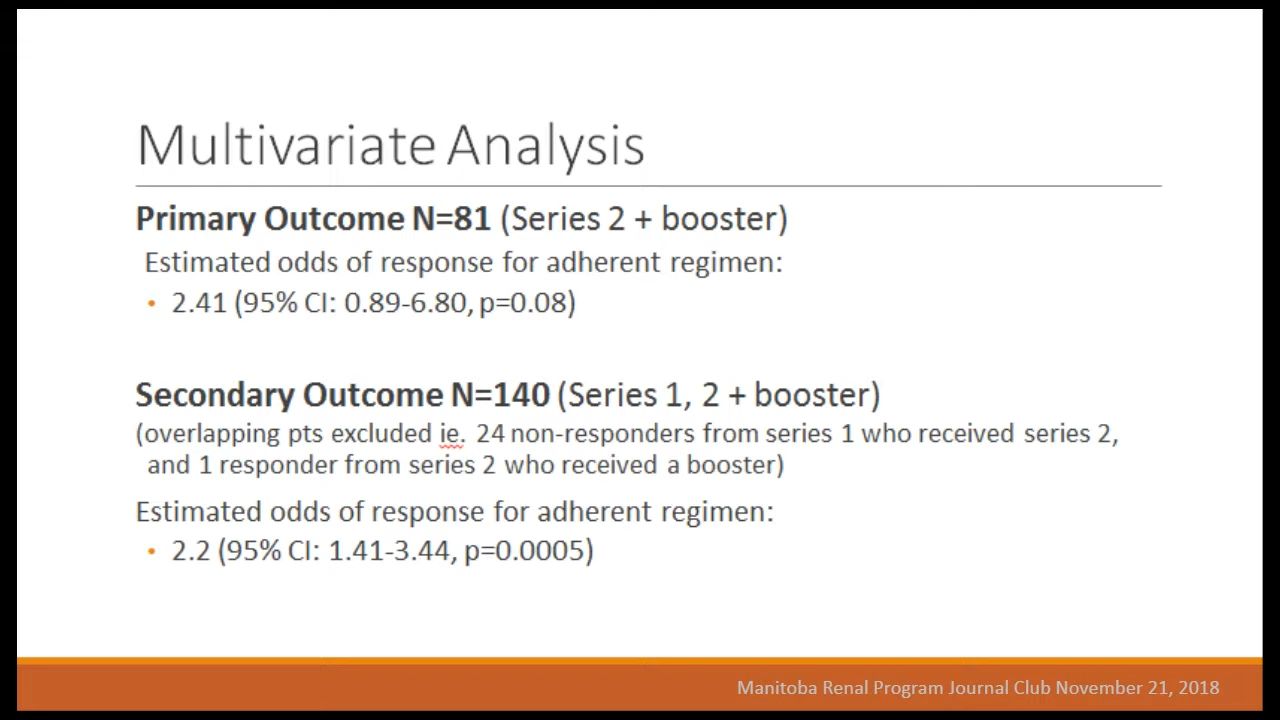 Multivariate Analysis
Primary Outcome N=81 (Series 2 + booster)
Estimated odds of response for adherent regimen:
• 2.41 (95% CI: 0.89-6.80, p=0.08)
Secondary Outcome N=140 (Series 1, 2 + booster)
(overlapping pts excluded ie. 24 non-responders from series 1 who received series 2,
and 1 responder from series 2 who received a booster)
Estimated odds of response for adherent regimen:
• 2.2 (95% CI: 1.41-3.44, p=0.0005)
Manitoba Renal Program Journal Club November 21, 2018